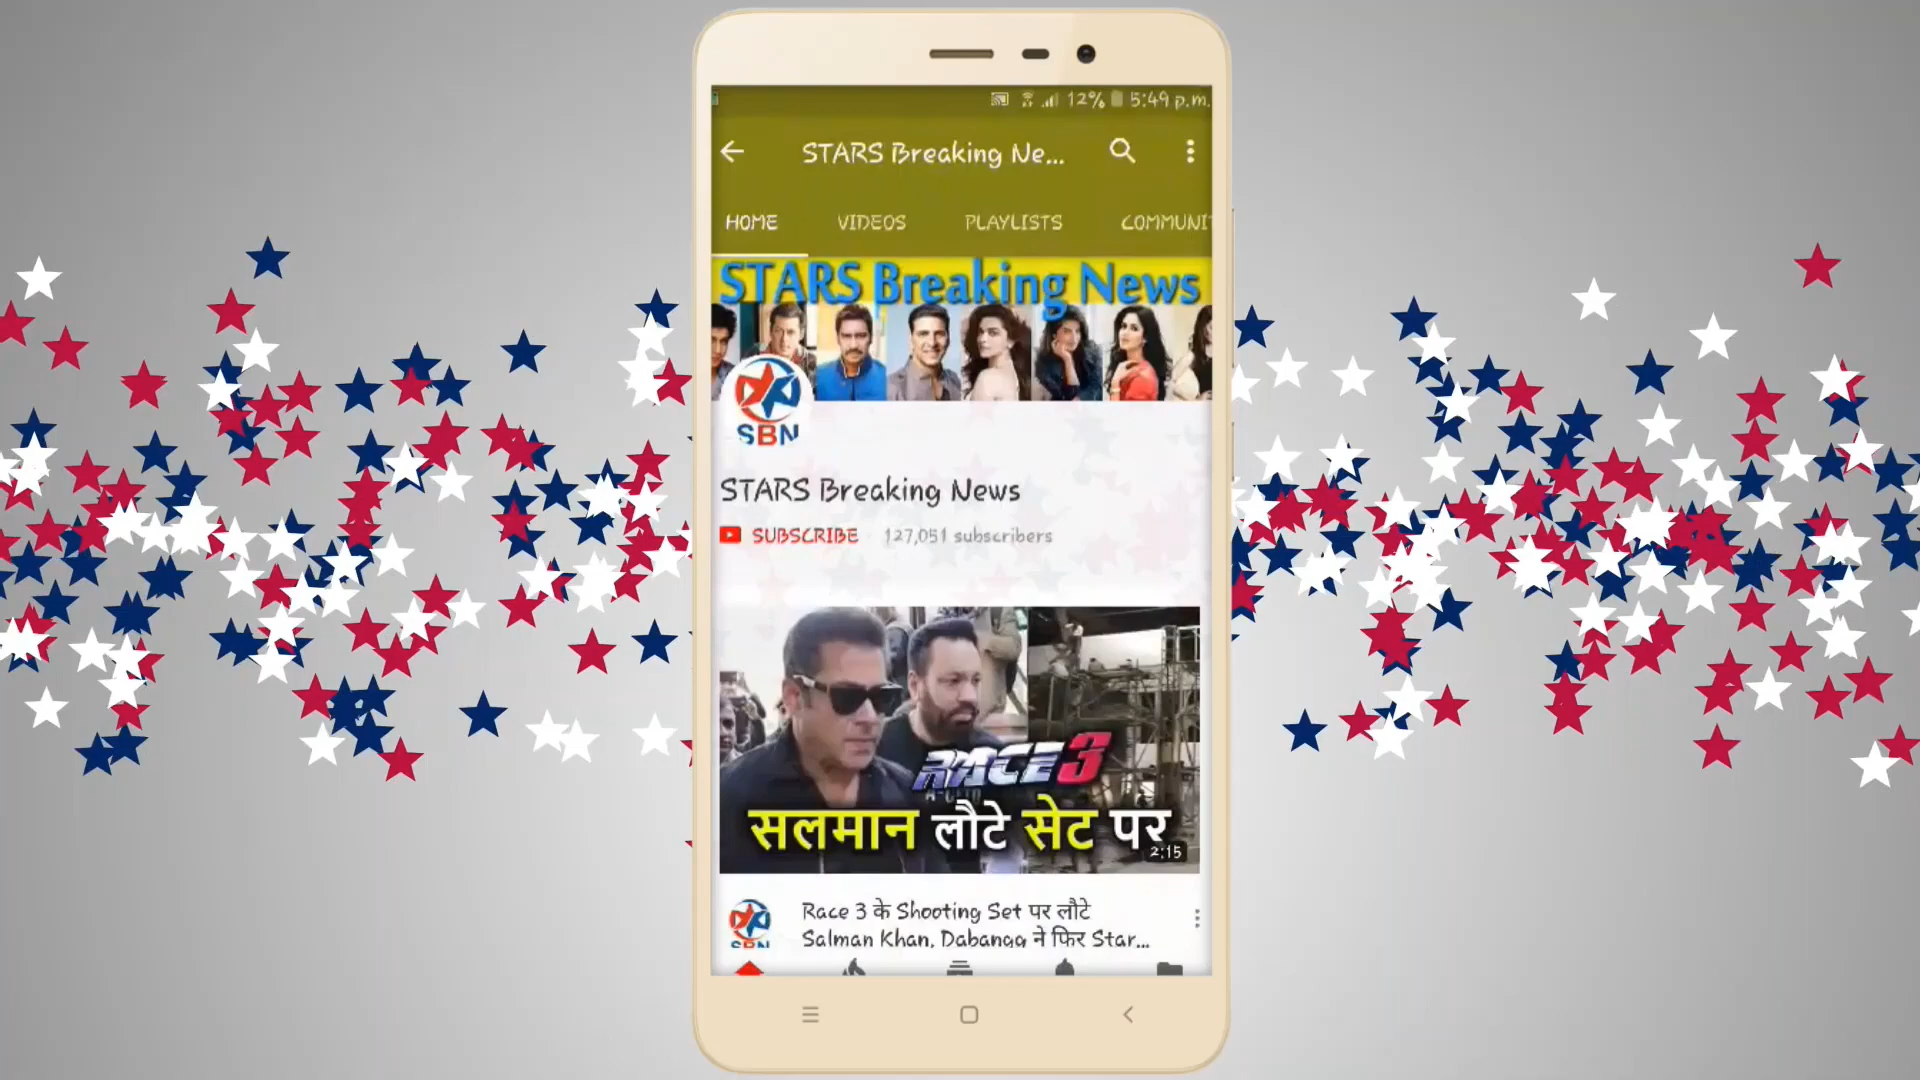 12% 5:49 p.m.
STARS Breaking Ne...
HOME VIDEOS PLAYLISTS COMMUNI
STARS Breaking News
SBN
STARS Breaking News
SUBSCRIBE 127,051 subscribers
RACE 3
सलमान लौटे सेट पर
2:15
Race 3 के Shooting Set पर लौटे
Salman Khan, Dabangg ने फिर Star...
SBN